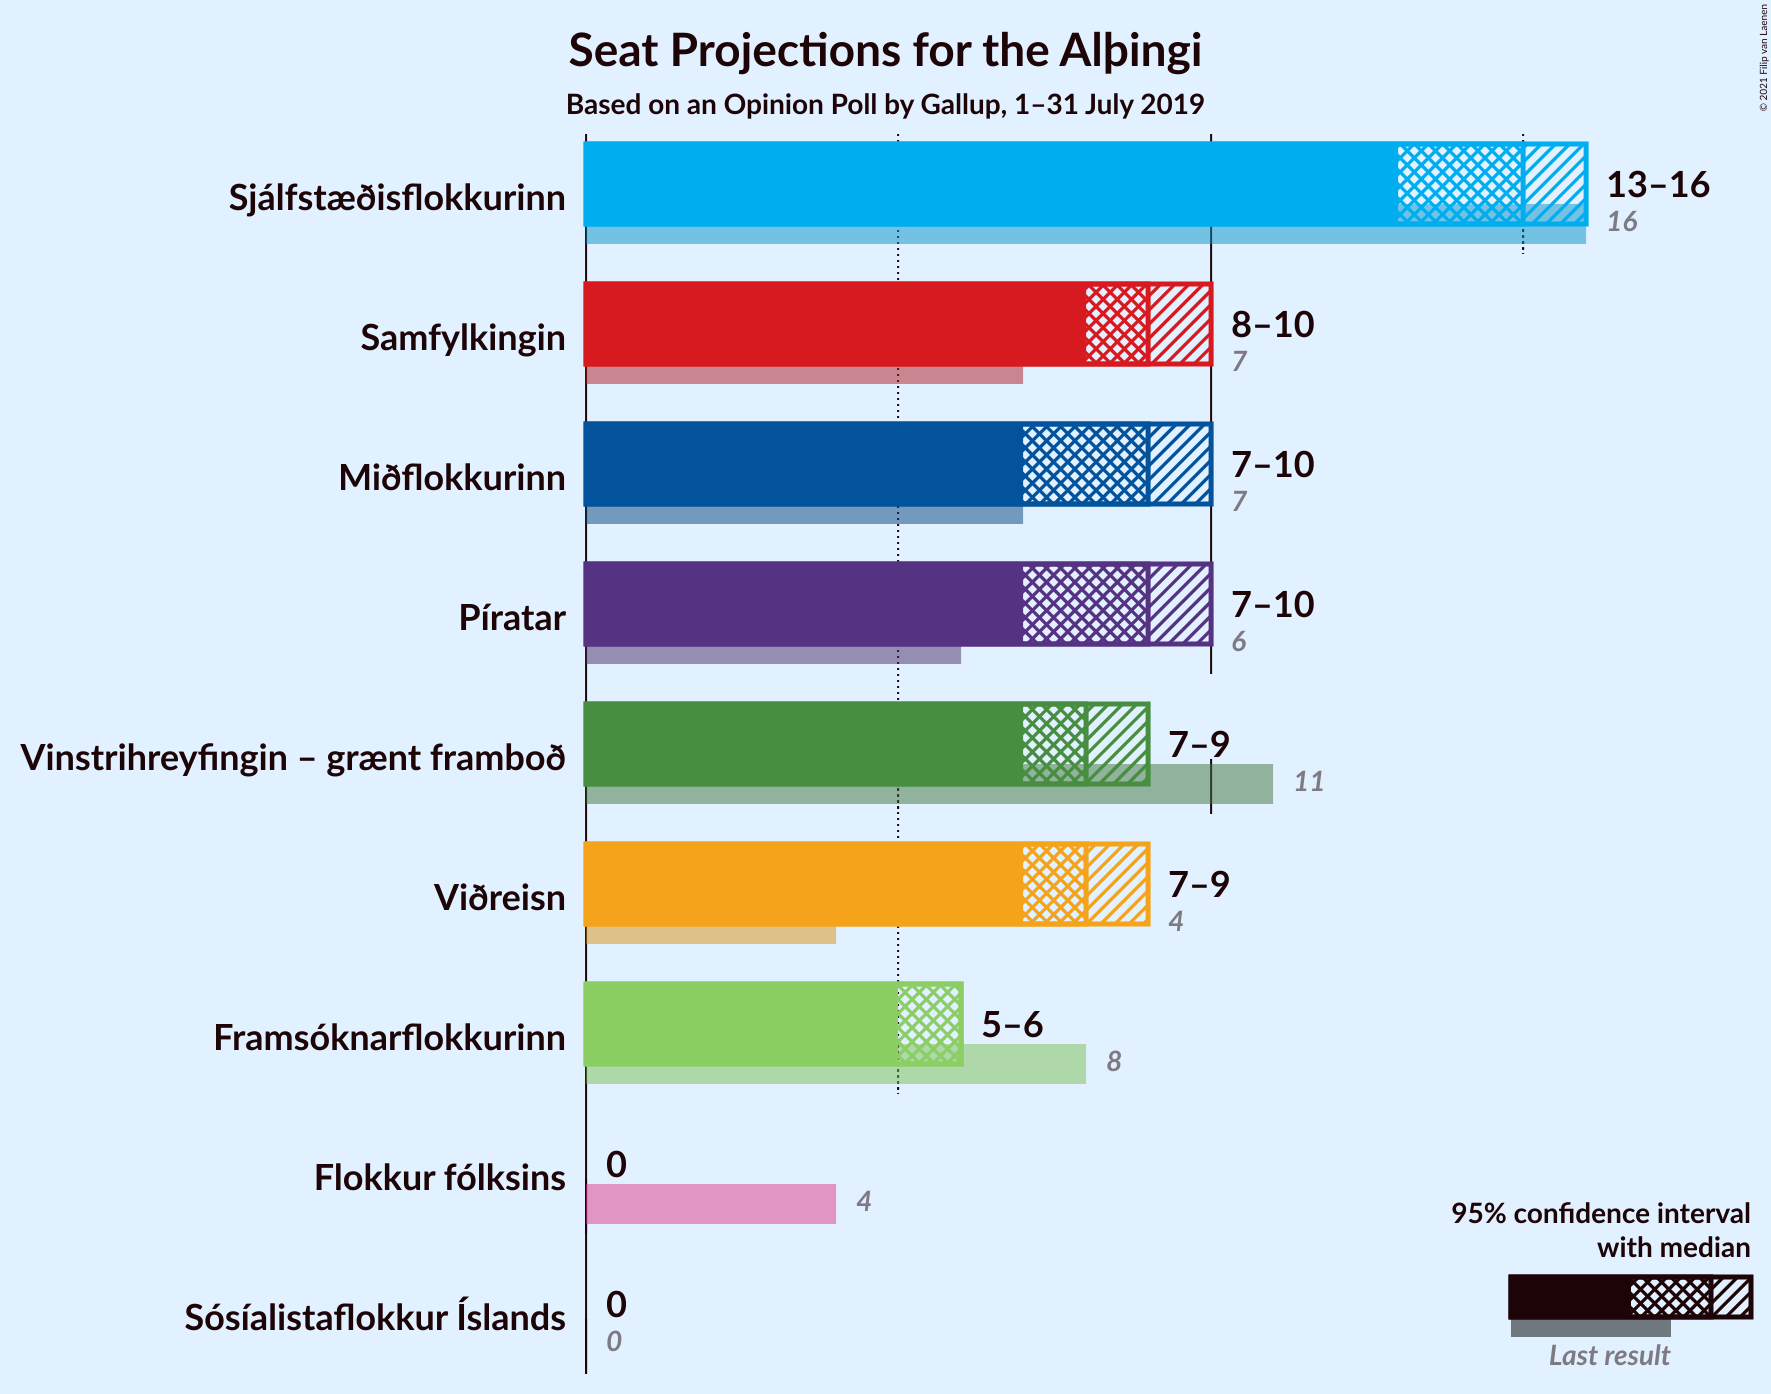 Seat Projections for the Alþingi
Based on an Opinion Poll by Gallup, 1–31 July 2019
© 2021 Filip van Laenen
Sjálfstæðisflokkurinn
13–16
16
Samfylkingin
8–10
7
Miðflokkurinn
7–10
7
Píratar
7–10
6
Vinstrihreyfingin – grænt framboð
7–9
11
Viðreisn
7–9
4
Framsóknarflokkurinn
5–6
8
Flokkur fólksins
0
4
Sósíalistaflokkur Íslands
0
0
95% confidence interval
with median
Last result